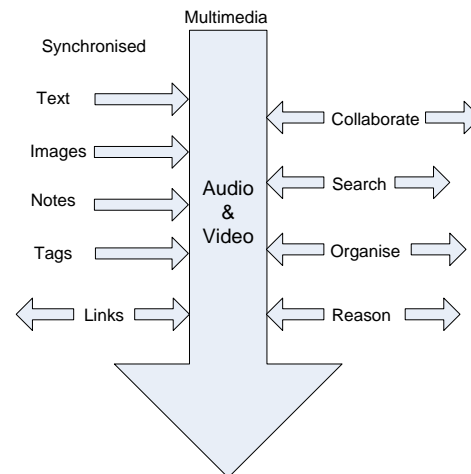 Multimedia
Synchronised
Text
Images
Notes
Tags
Links
Audio
&
Video
Collaborate
Search
Organise
Reason